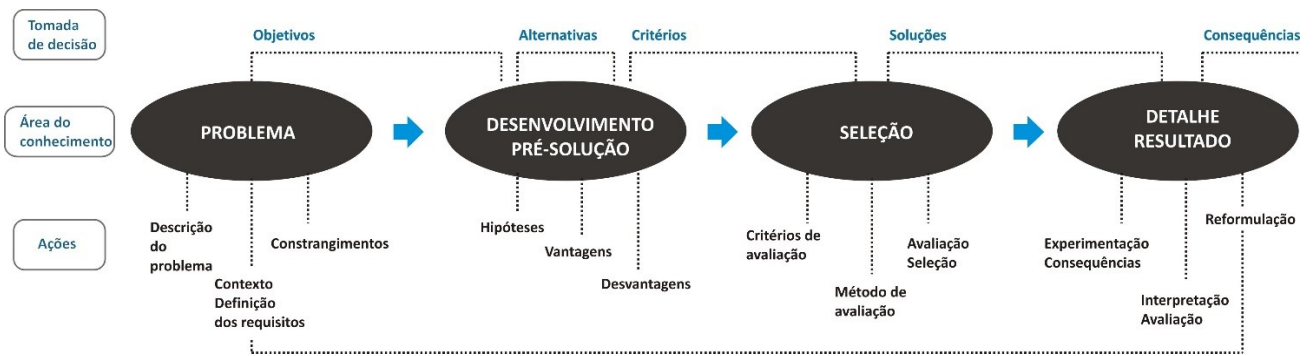 Tomada
de decisão
Objetivos
Alternativas
Critérios
Soluções
Consequências
Área do
conhecimento
PROBLEMA
DESENVOLVIMENTO
PRÉ-SOLUÇÃO
SELEÇÃO
DETALHE
RESULTADO
Ações
Descrição
do
problema
Contexto
Definição
dos requisitos
Constrangimentos
Hipóteses
Vantagens
Desvantagens
Critérios de
avaliação
Método de
avaliação
Avaliação
Seleção
Experimentação
Consequências
Interpretação
Avaliação
Reformulação